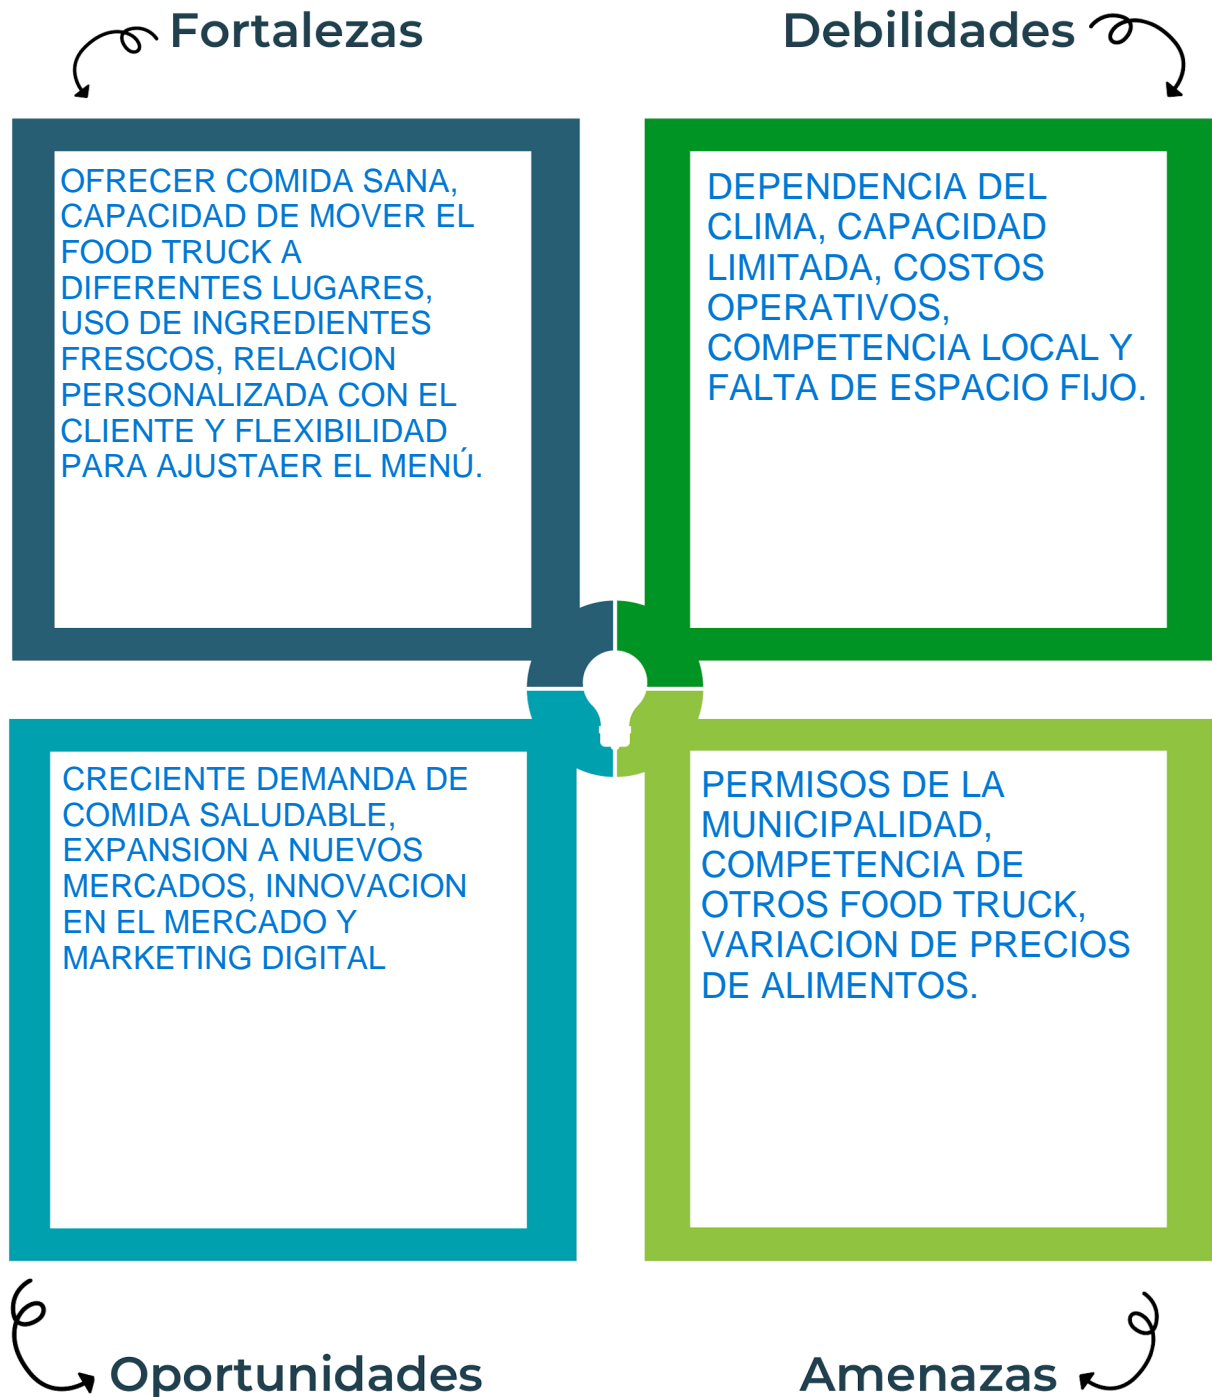 Fortalezas
OFRECER COMIDA SANA,
CAPACIDAD DE MOVER EL
FOOD TRUCK A
DIFERENTES LUGARES,
USO DE INGREDIENTES
FRESCOS, RELACION
PERSONALIZADA CON EL
CLIENTE Y FLEXIBILIDAD
PARA AJUSTAER EL MENÚ.
Debilidades
DEPENDENCIA DEL
CLIMA, CAPACIDAD
LIMITADA, COSTOS
OPERATIVOS,
COMPETENCIA LOCAL Y
FALTA DE ESPACIO FIJO.
CRECIENTE DEMANDA DE
COMIDA SALUDABLE,
EXPANSION A NUEVOS
MERCADOS, INNOVACION
EN EL MERCADO Y
MARKETING DIGITAL
Oportunidades
PERMISOS DE LA
MUNICIPALIDAD,
COMPETENCIA DE
OTROS FOOD TRUCK,
VARIACION DE PRECIOS
DE ALIMENTOS.
Amenazas